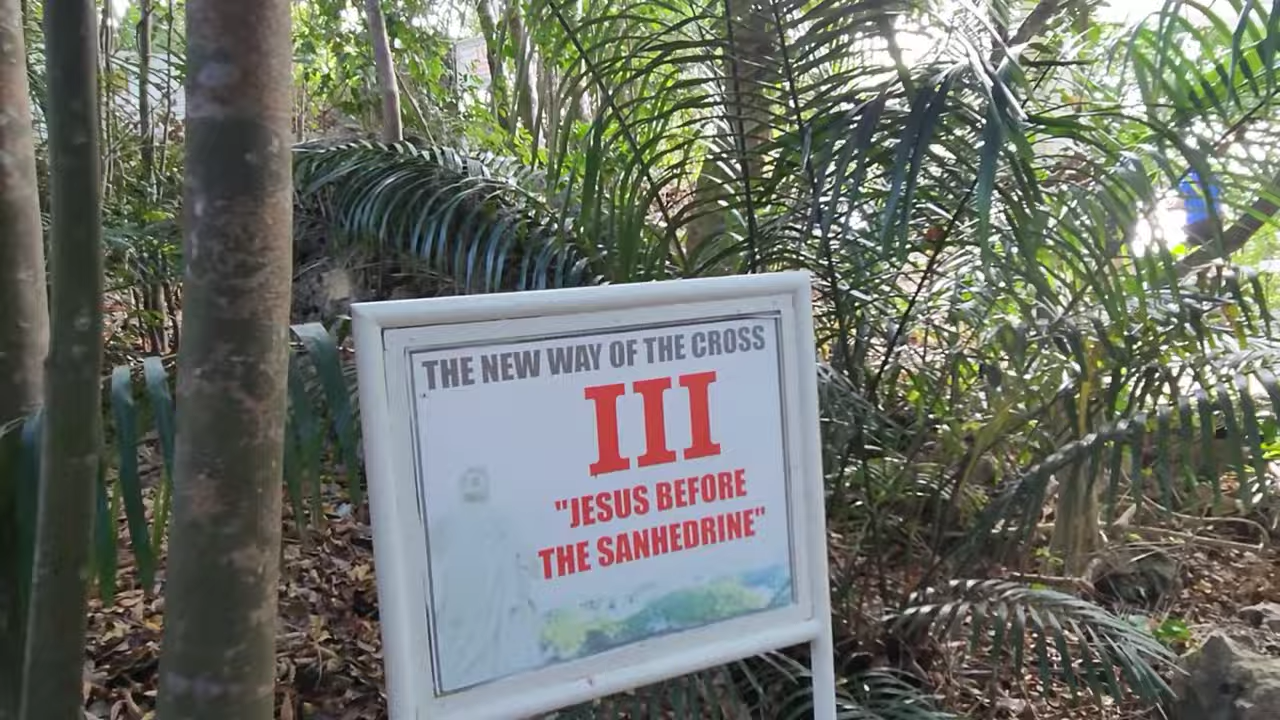 THE NEW WAY OF THE CROSS
III
"JESUS BEFORE
THE SANHEDRINE"